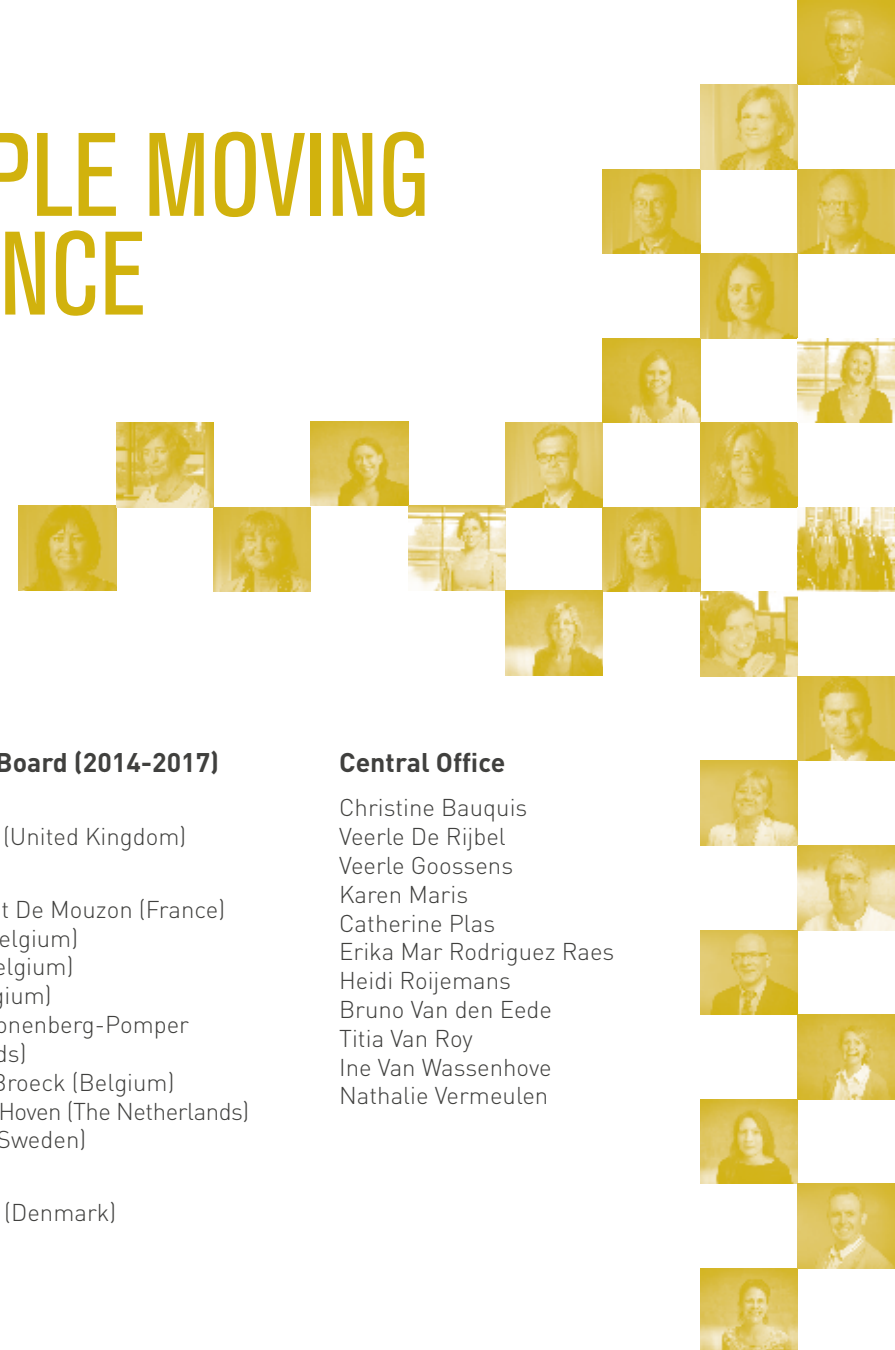 PLE MOVING
NCE
Board (2014-2017)
(United Kingdom)
t De Mouzon (France)
elgium)
elgium)
gium)
onenberg-Pomper
ds)
Broeck (Belgium)
Hoven (The Netherlands)
Sweden)
(Denmark)
Central Office
Christine Bauquis
Veerle De Rijbel
Veerle Goossens
Karen Maris
Catherine Plas
Erika Mar Rodriguez Raes
Heidi Roijemans
Bruno Van den Eede
Titia Van Roy
Ine Van Wassenhove
Nathalie Vermeulen